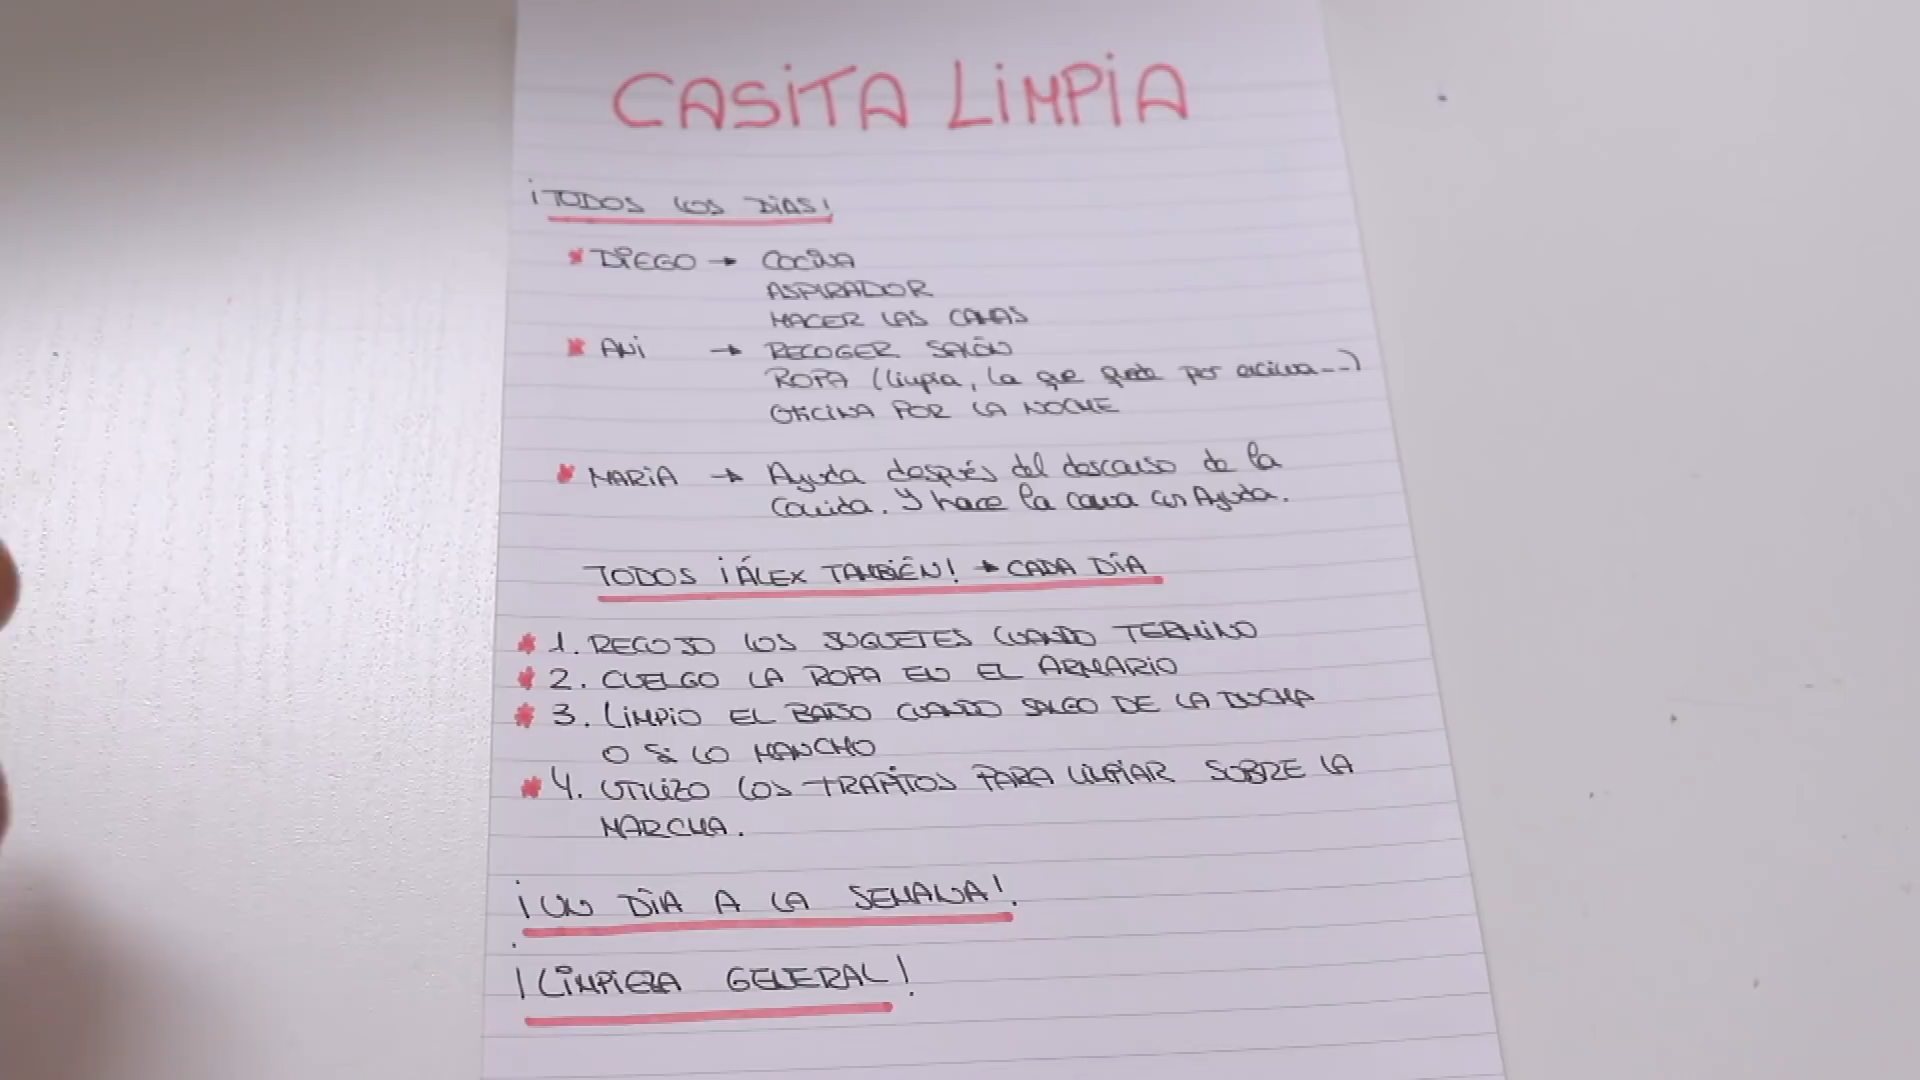 CASITA LIMPIA
¡TODOS LOS DÍAS!
* DIEGO → COCINA
ASPIRADOR
HACER LAS CAMAS
* ANI → RECOGER SALÓN
ROPA (limpia, la que quede por encima--)
OFICINA POR LA NOCHE
* MARIA → Ayuda después del descanso de la
comida. Y hace la cama con Ayuda.
TODOS ¡ÁLEX TAMBIÉN! → CADA DÍA
* 1. RECOJO LOS JUGUETES CUANDO TERMINO
* 2. CUELGO LA ROPA EN EL ARMARIO
* 3. LIMPIO EL BAÑO CUANDO SALGO DE LA DUCHA
O SI LO MANCHO
* 4. UTILIZO LOS TRAPITOS PARA LIMPIAR SOBRE LA
MARCHA.
¡UN DÍA A LA SEMANA!
¡LIMPIEZA GENERAL!